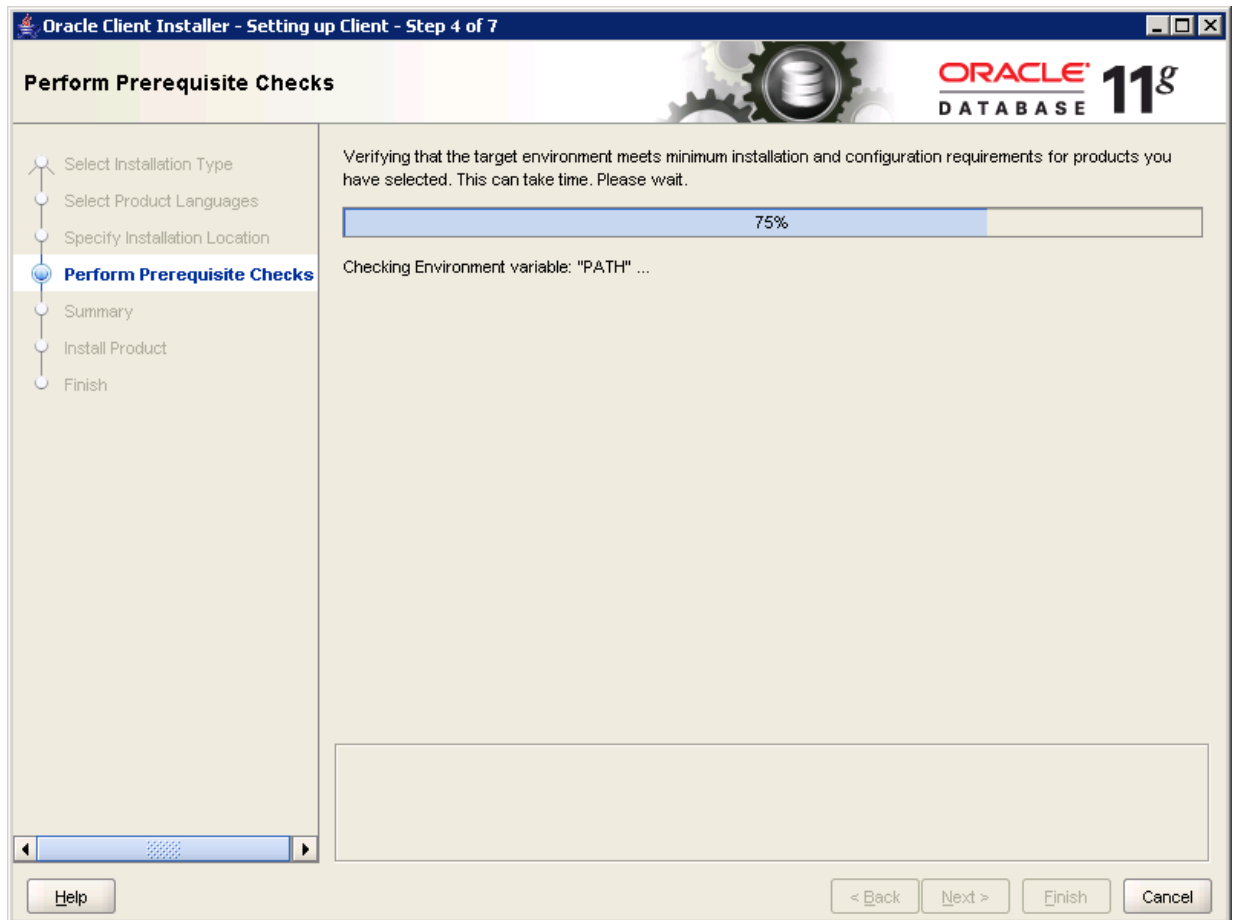 Oracle Client Installer - Setting up Client - Step 4 of 7
Perform Prerequisite Checks
ORACLE
DATABASE
11g
Select Installation Type
Select Product Languages
Specify Installation Location
Perform Prerequisite Checks
Summary
Install Product
Finish
Verifying that the target environment meets minimum installation and configuration requirements for products you
have selected. This can take time. Please wait.
75%
Checking Environment variable: "PATH" ...
Help
< Back
Next >
Finish
Cancel